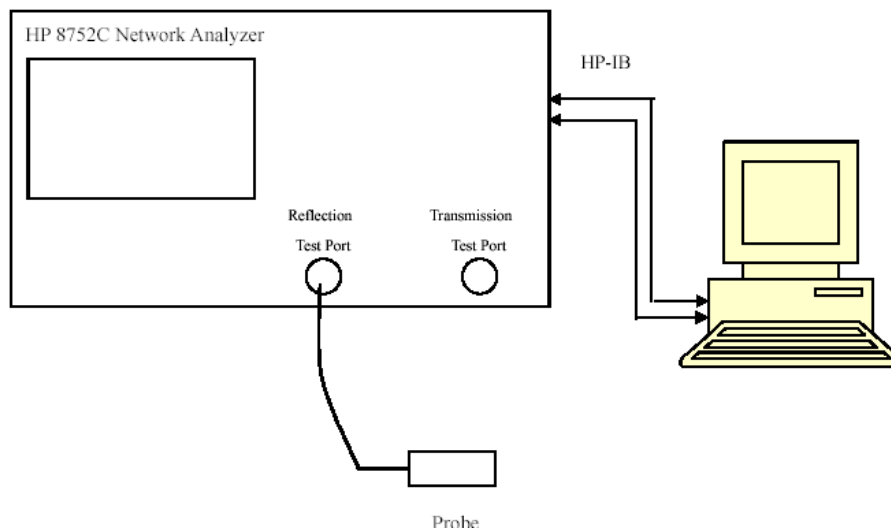 HP 8752C Network Analyzer
HP-IB
Reflection
Test Port
Transmission
Test Port
Probe